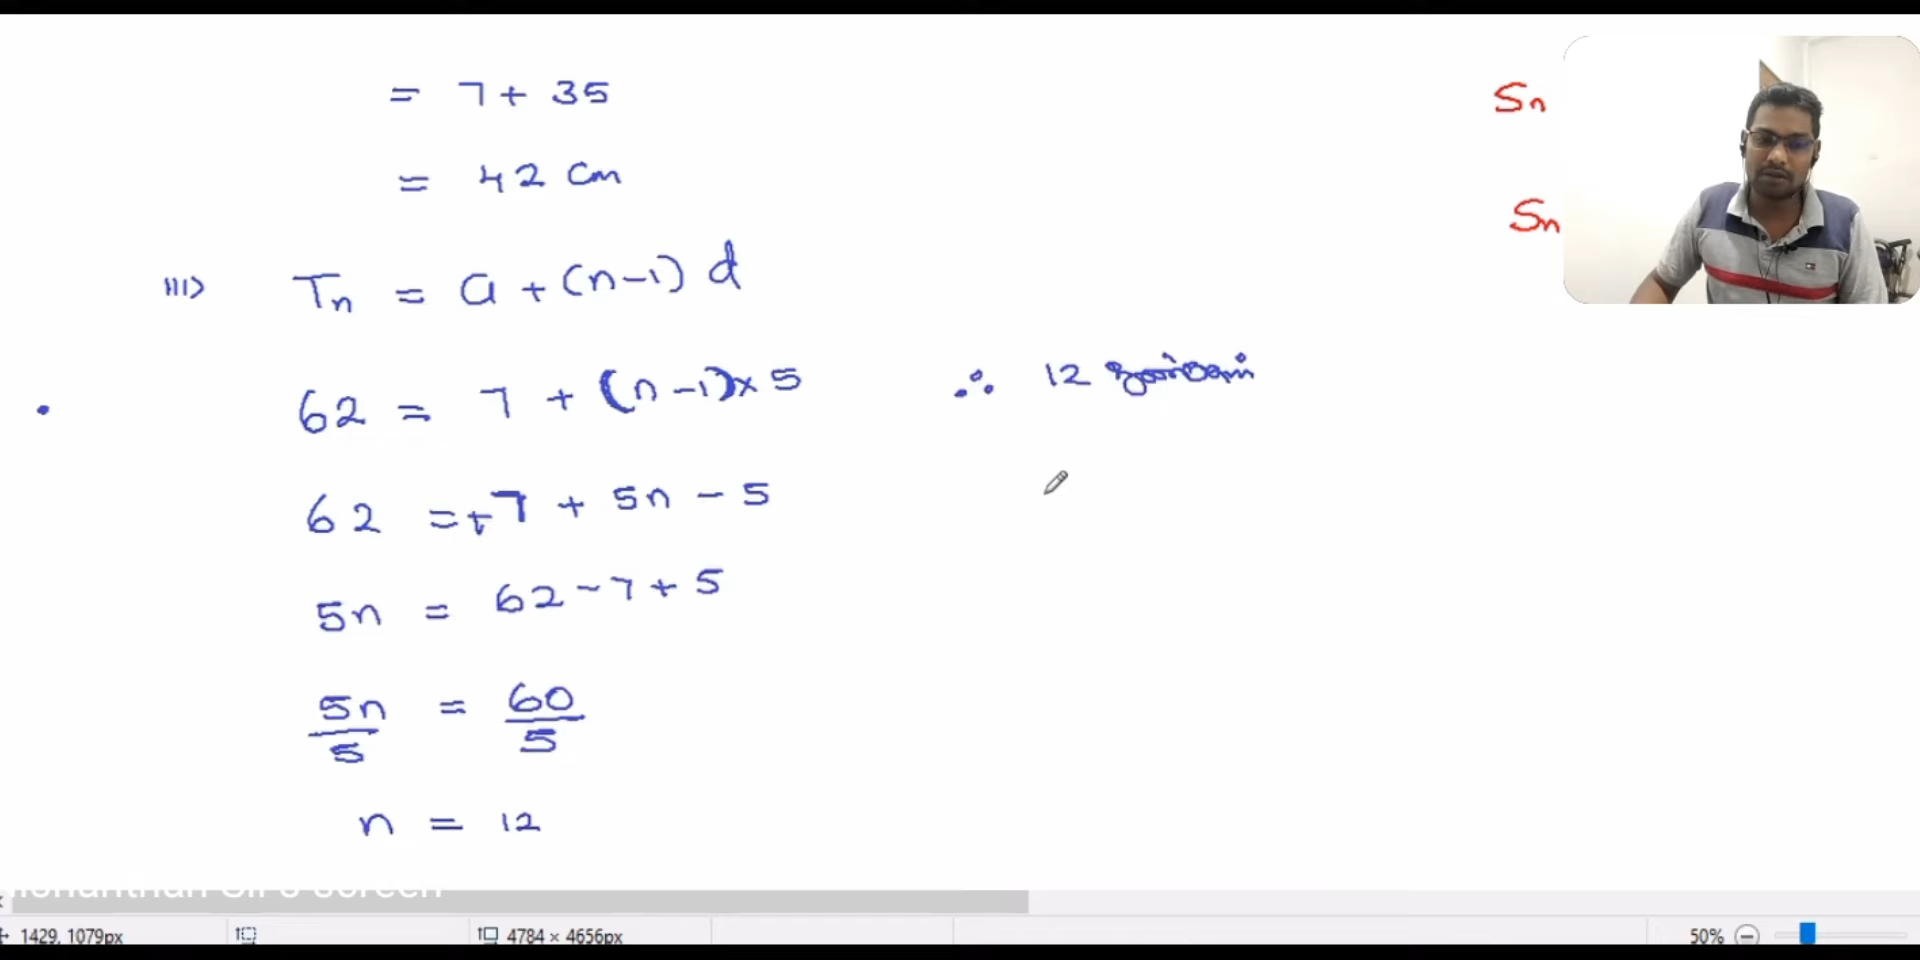 = 7 + 35
= 42 cm
Sn
Sn
III> Tn = a + (n-1) d
62 = 7 + (n-1)x 5
∴ 12
62 = +7 + 5n - 5
5n = 62 - 7 + 5
5n/5 = 60/5
n = 12
1429, 1079px
4784 × 4656px
50%